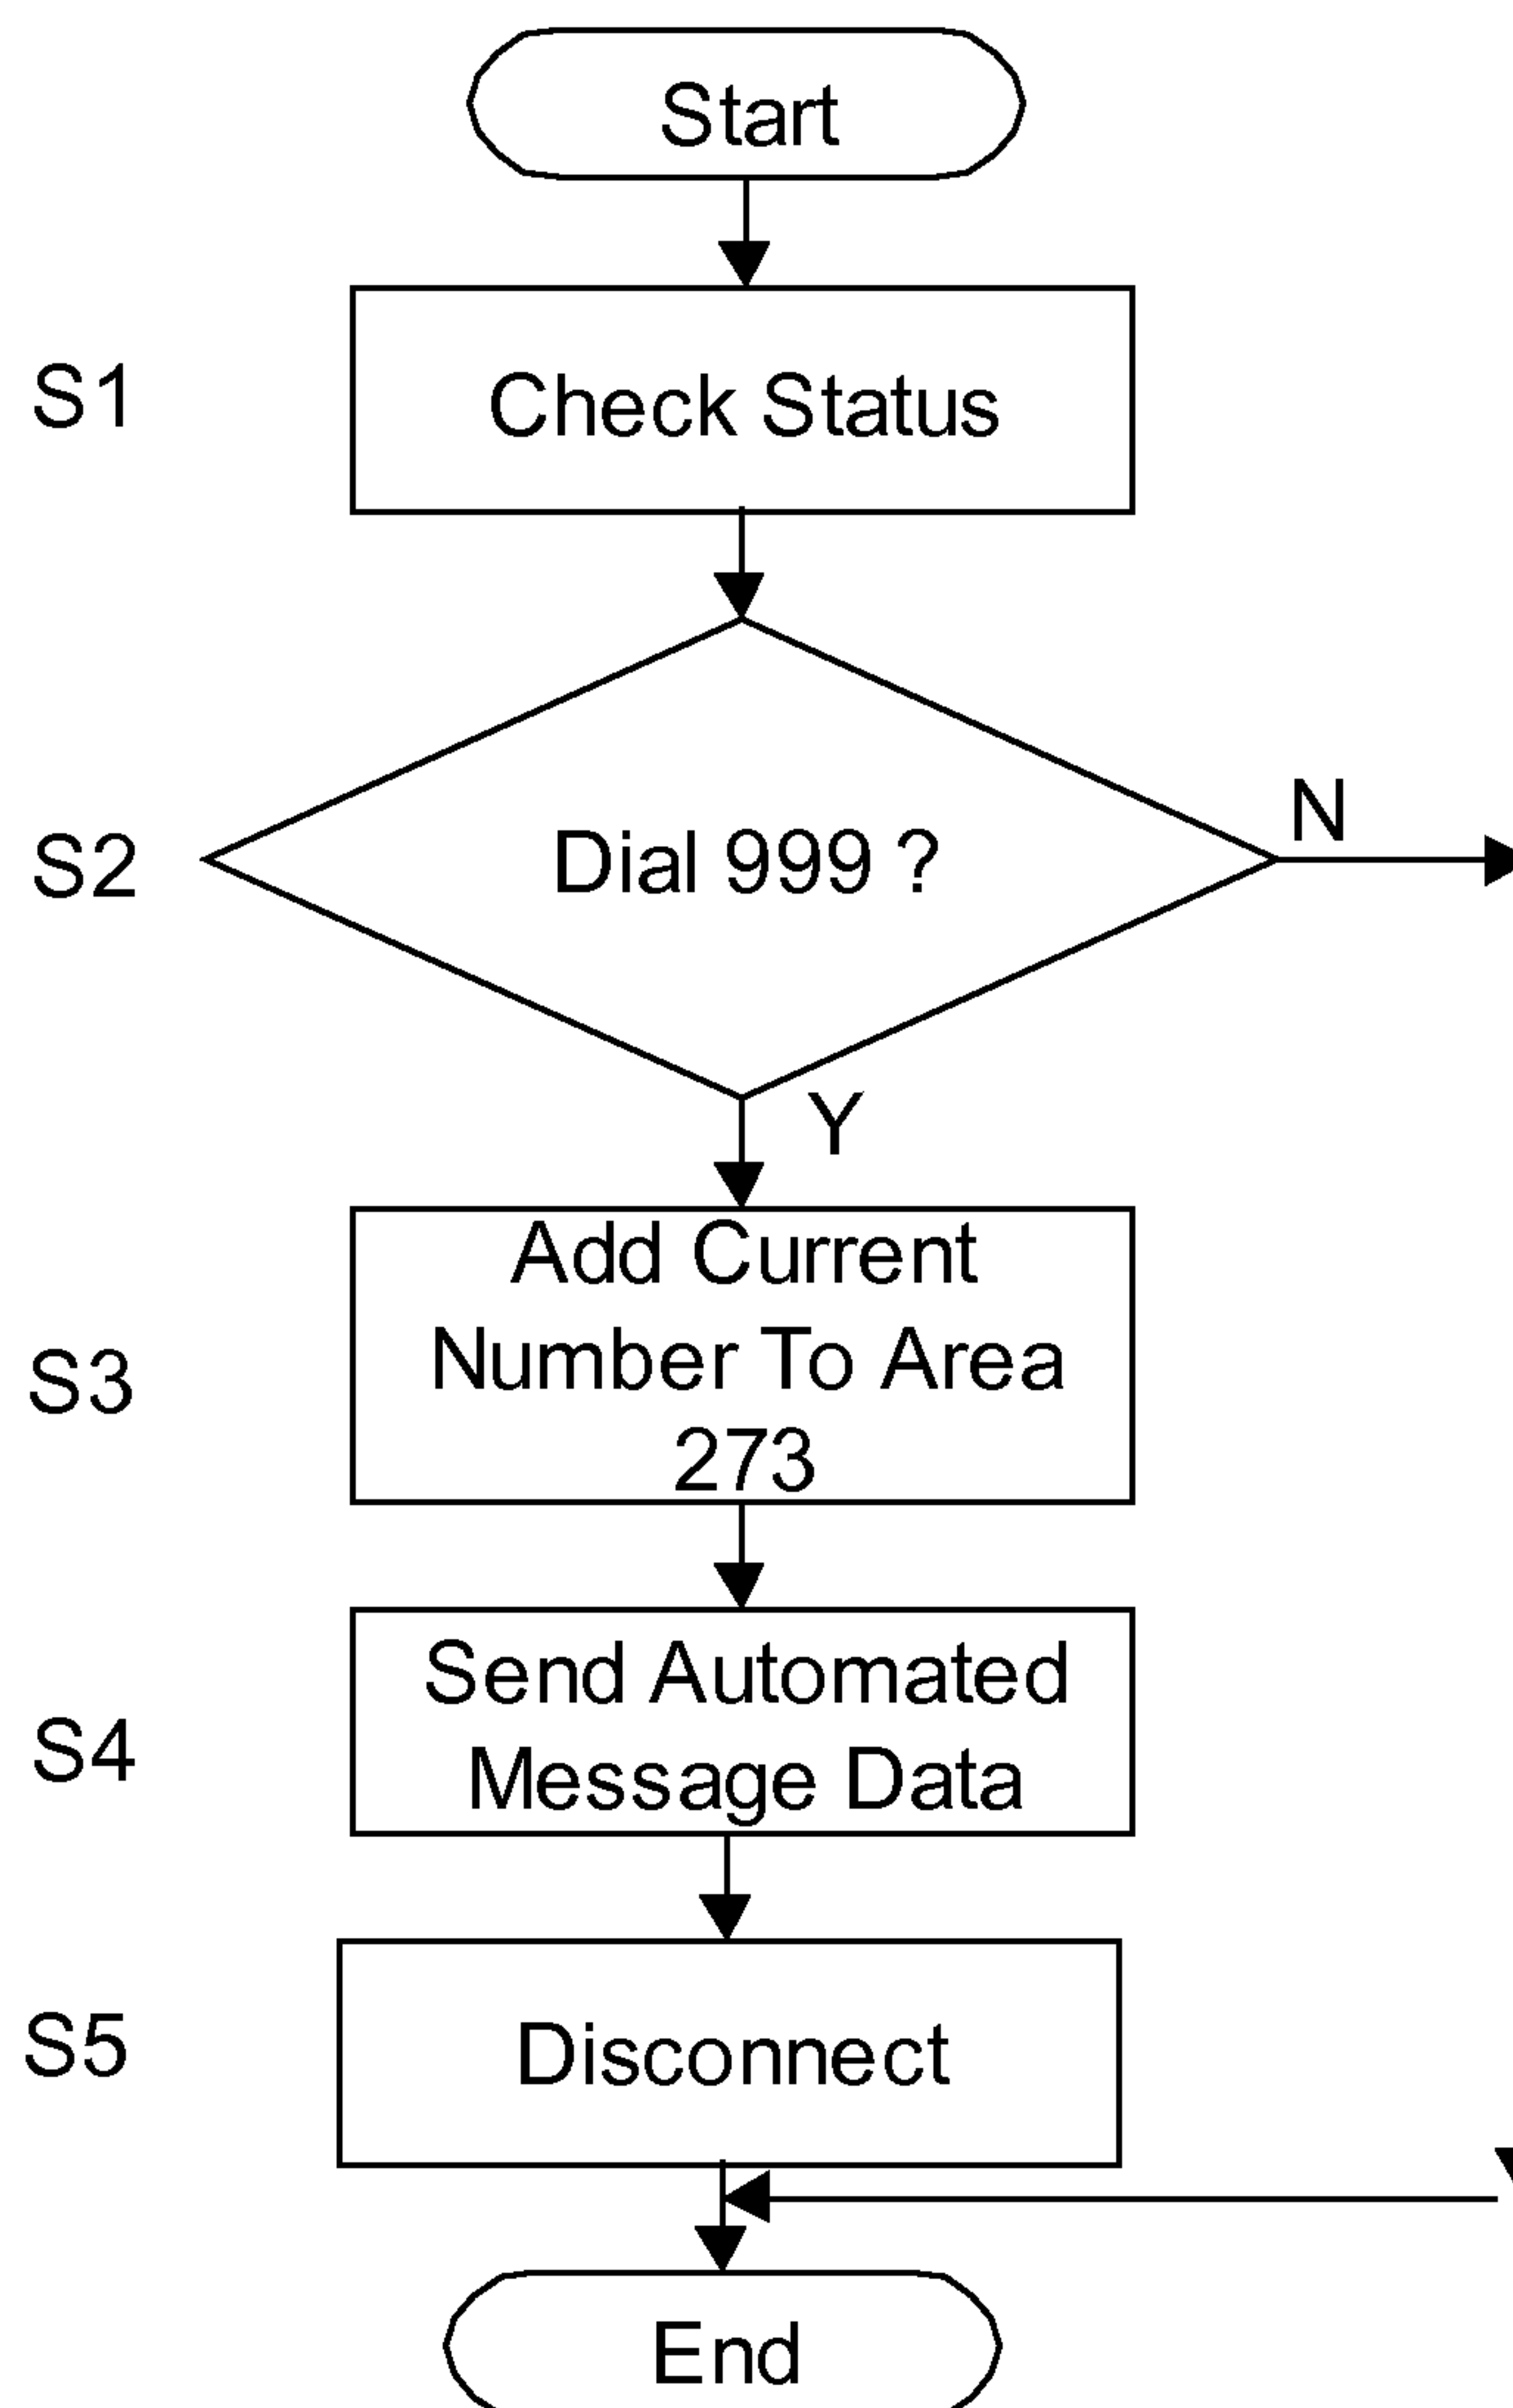 Start
S1
Check Status
S2
Dial 999 ?
N
Y
S3
Add Current
Number To Area
273
S4
Send Automated
Message Data
S5
Disconnect
End